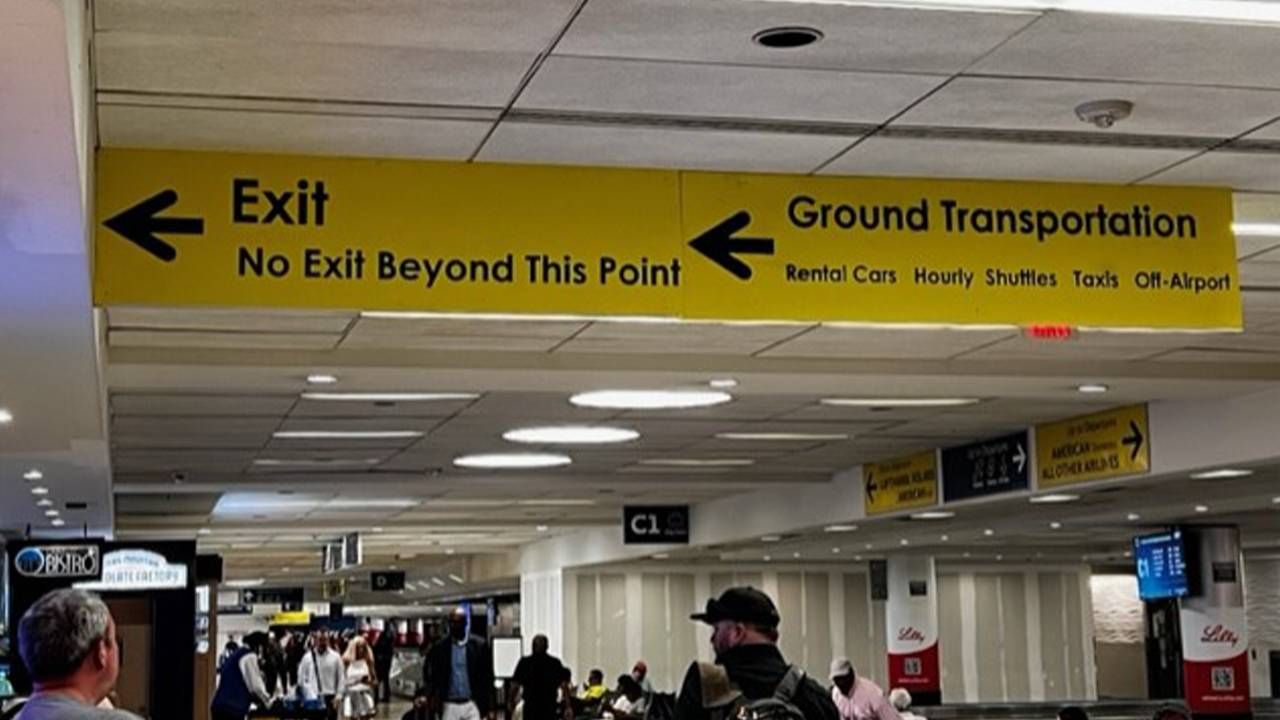 Exit
No Exit Beyond This Point
Ground Transportation
Rental Cars Hourly Shuttles Taxis Off-Airport
AMERICAN
ALL OTHER AIRLINES
C1
BISTRO
D
C1
Lilly
Lilly